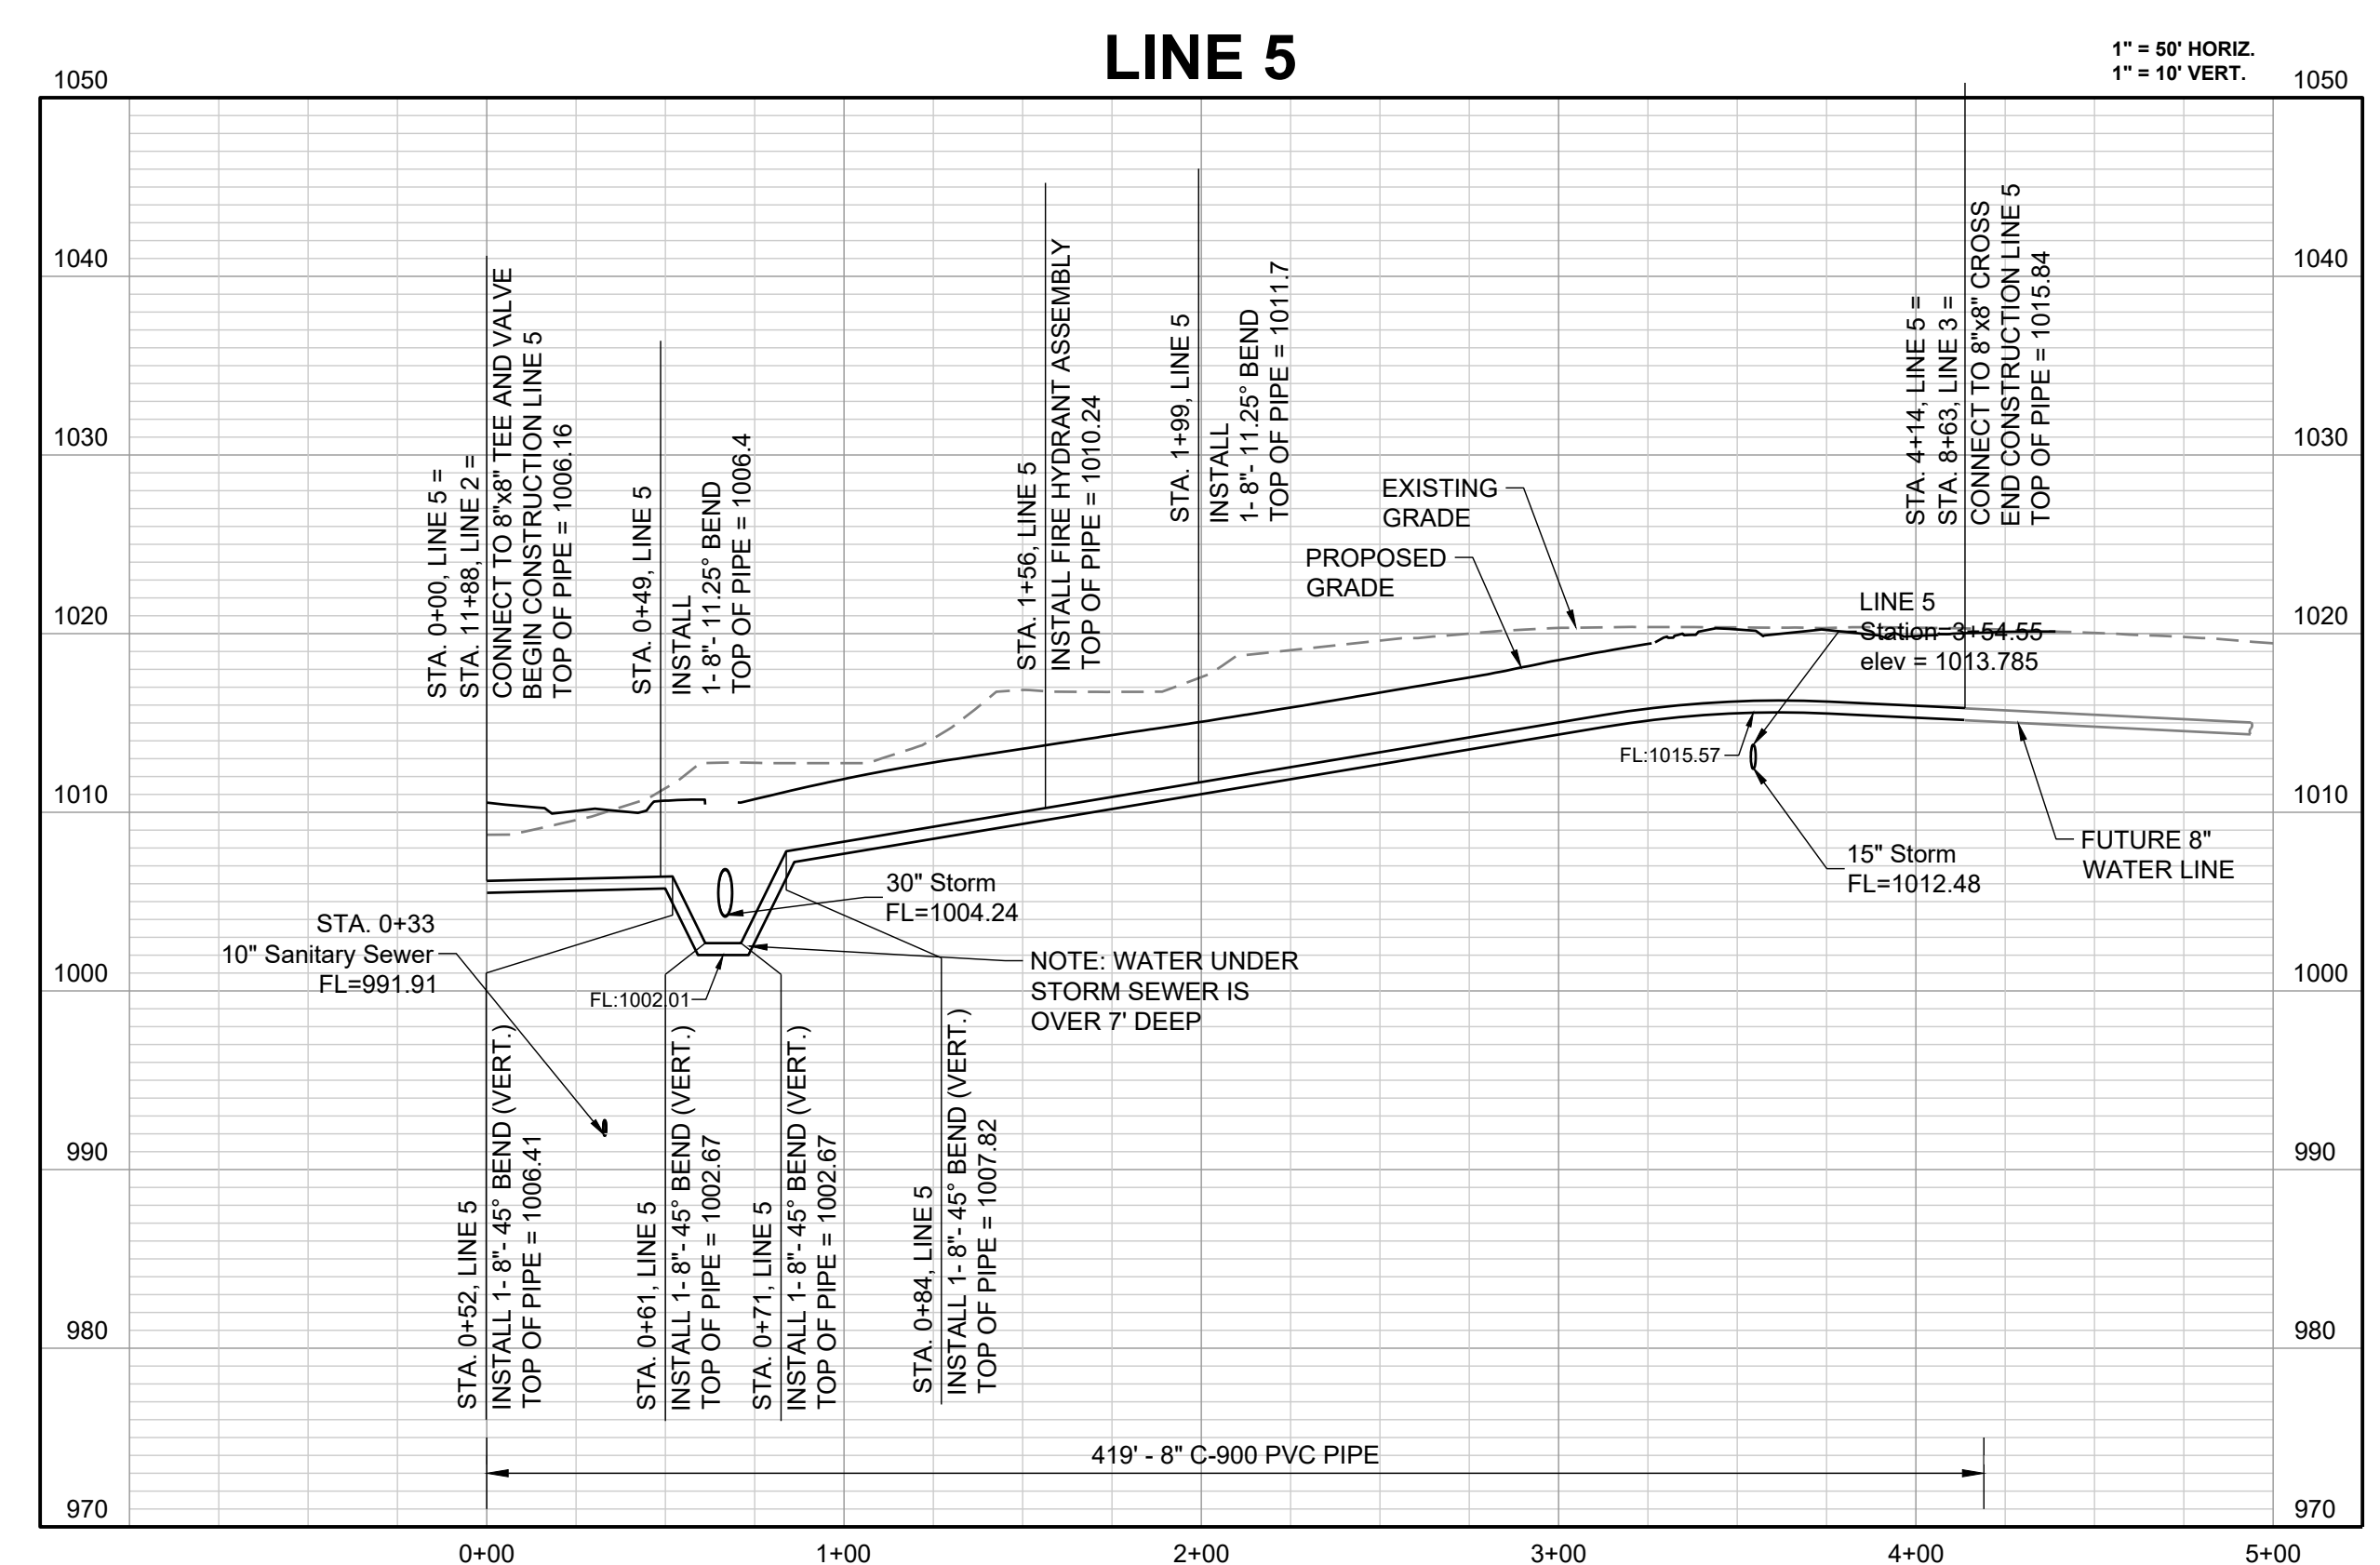 LINE 5
1" = 50' HORIZ.
1" = 10' VERT.
1050
1050
1040
1040
1030
1030
1020
1020
1010
1010
1000
1000
990
990
980
980
970
970
STA. 0+00, LINE 5 =
STA. 11+88, LINE 2 =
CONNECT TO 8"x8" TEE AND VALVE
BEGIN CONSTRUCTION LINE 5
TOP OF PIPE = 1006.16
STA. 0+49, LINE 5
INSTALL
1- 8"- 11.25° BEND
TOP OF PIPE = 1006.4
STA. 1+56, LINE 5
INSTALL FIRE HYDRANT ASSEMBLY
TOP OF PIPE = 1010.24
STA. 1+99, LINE 5
INSTALL
1- 8"- 11.25° BEND
TOP OF PIPE = 1011.7
EXISTING
GRADE
PROPOSED
GRADE
STA. 4+14, LINE 5 =
STA. 8+63, LINE 3 =
CONNECT TO 8"x8" CROSS
END CONSTRUCTION LINE 5
TOP OF PIPE = 1015.84
LINE 5
Station=3+54.55
elev = 1013.785
FL:1015.57
15" Storm
FL=1012.48
FUTURE 8"
WATER LINE
30" Storm
FL=1004.24
STA. 0+33
10" Sanitary Sewer
FL=991.91
FL:1002.01
NOTE: WATER UNDER
STORM SEWER IS
OVER 7' DEEP
STA. 0+52, LINE 5
INSTALL 1- 8"- 45° BEND (VERT.)
TOP OF PIPE = 1006.41
STA. 0+61, LINE 5
INSTALL 1- 8"- 45° BEND (VERT.)
TOP OF PIPE = 1002.67
STA. 0+71, LINE 5
INSTALL 1- 8"- 45° BEND (VERT.)
TOP OF PIPE = 1002.67
STA. 0+84, LINE 5
INSTALL 1- 8"- 45° BEND (VERT.)
TOP OF PIPE = 1007.82
419' - 8" C-900 PVC PIPE
0+00
1+00
2+00
3+00
4+00
5+00